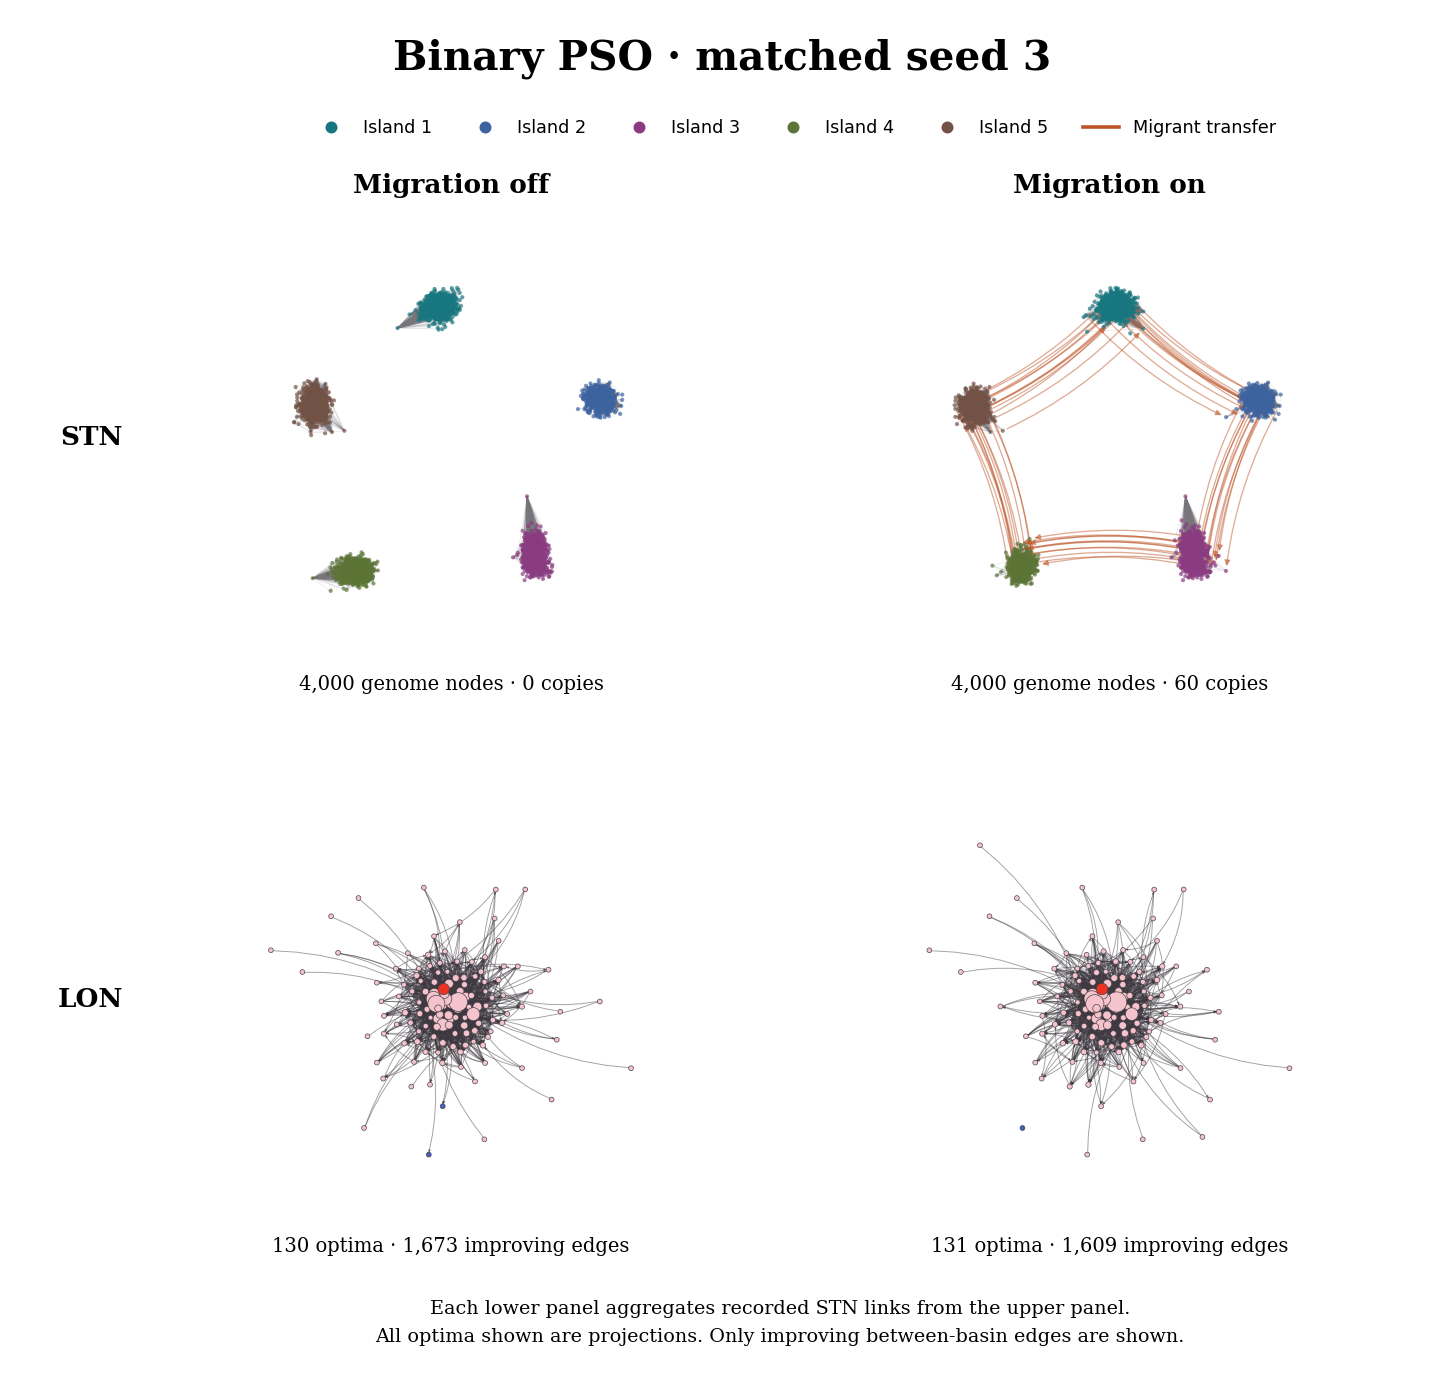 Binary PSO · matched seed 3
Island 1 Island 2 Island 3 Island 4 Island 5 Migrant transfer
Migration off Migration on
STN
4,000 genome nodes · 0 copies 4,000 genome nodes · 60 copies
LON
130 optima · 1,673 improving edges 131 optima · 1,609 improving edges
Each lower panel aggregates recorded STN links from the upper panel.
All optima shown are projections. Only improving between-basin edges are shown.